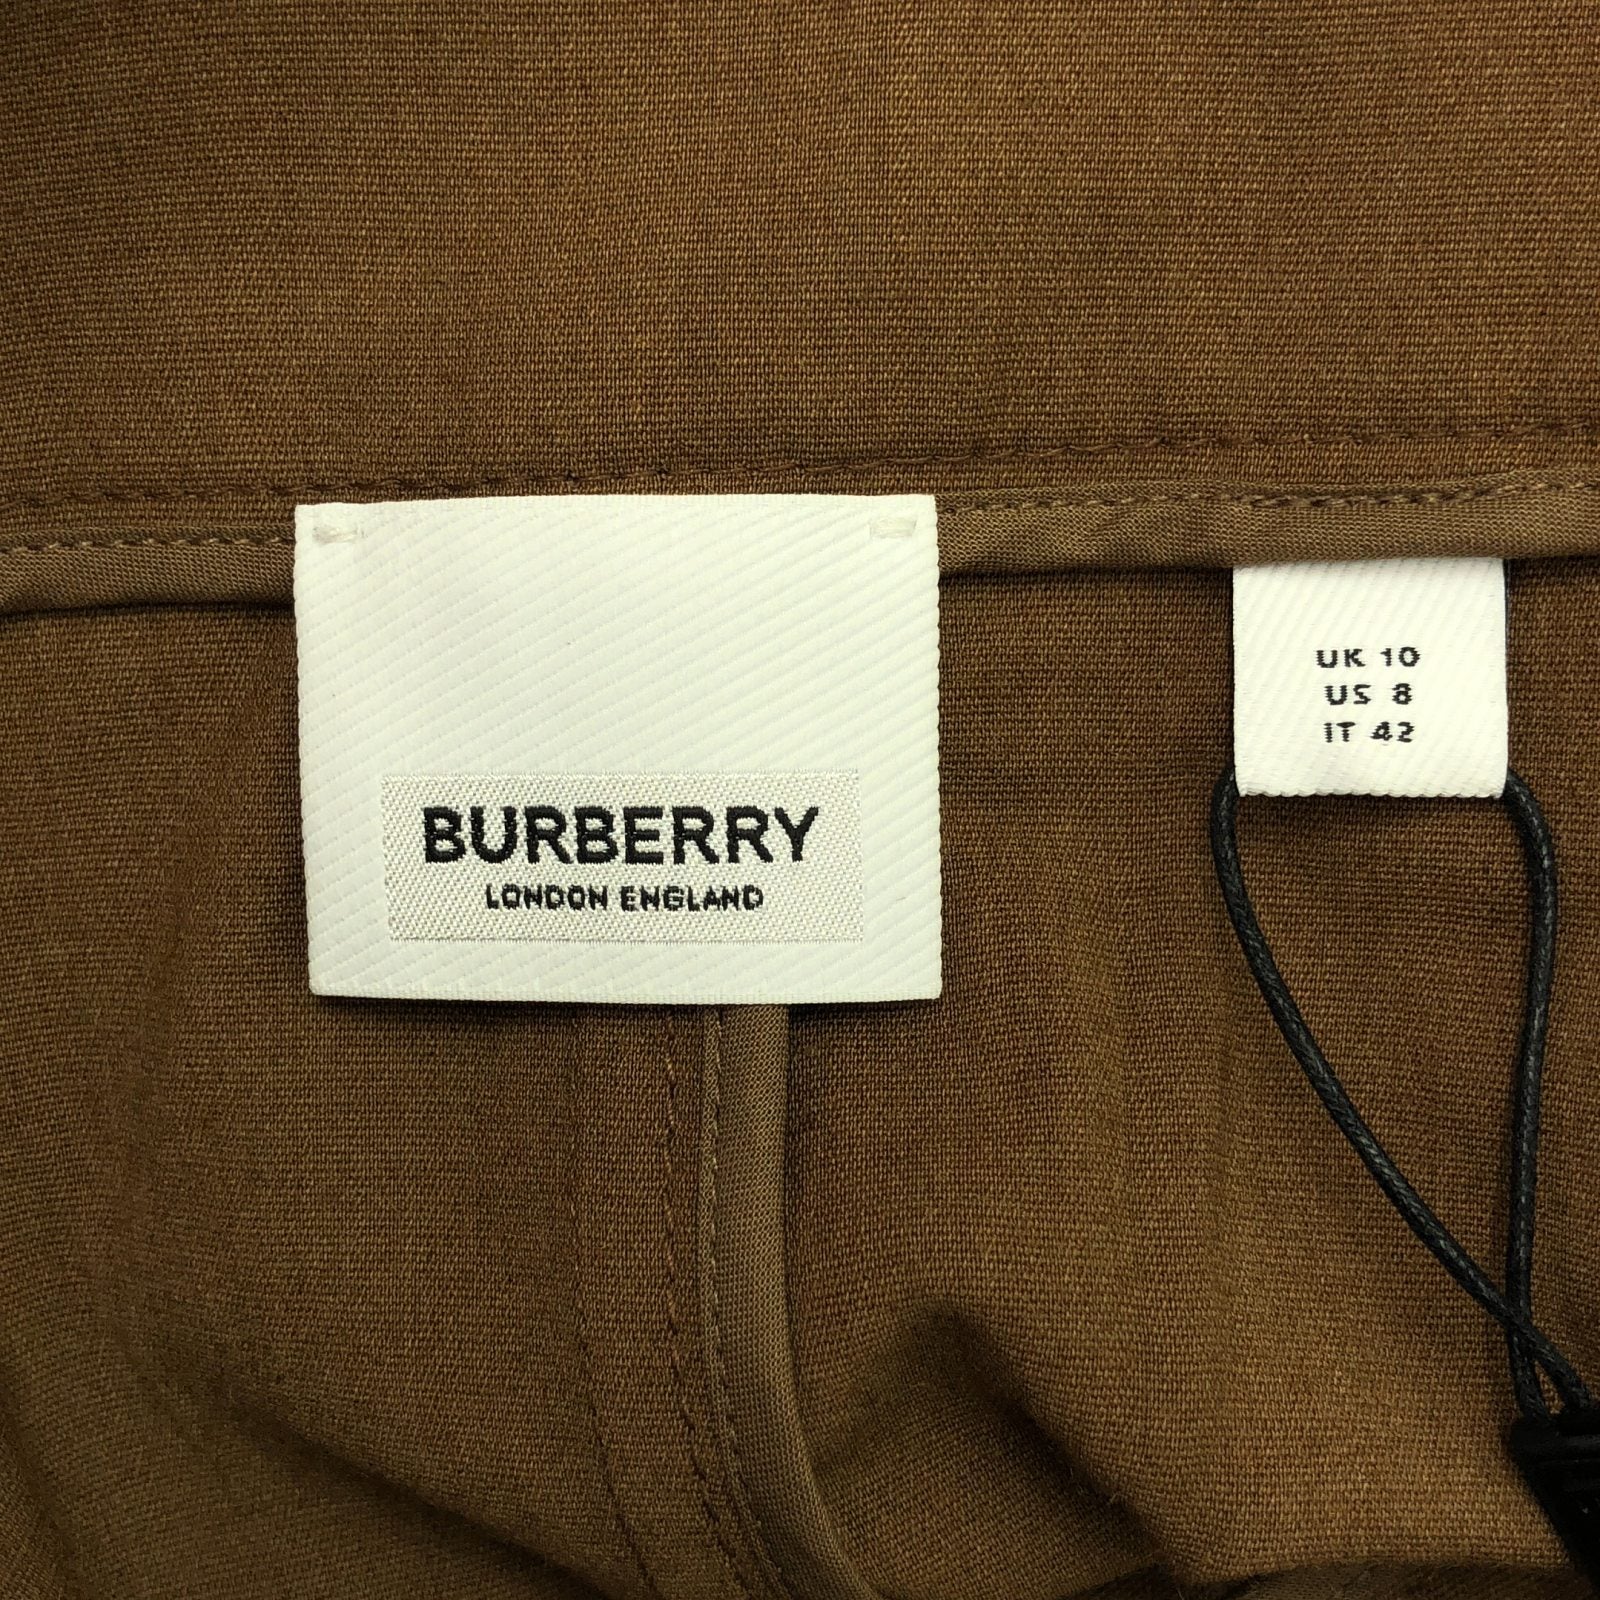 BURBERRY
LONDON ENGLAND
UK 10
US 8
IT 42